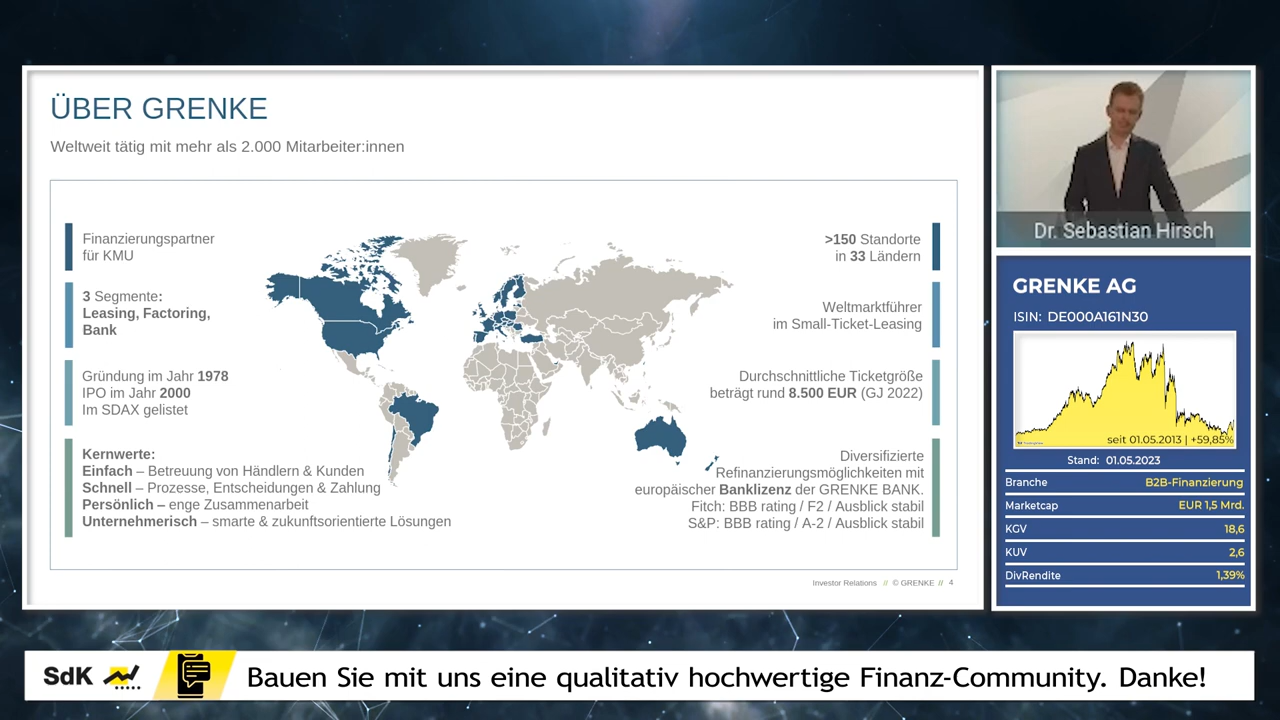 ÜBER GRENKE
Weltweit tätig mit mehr als 2.000 Mitarbeiter:innen
Finanzierungspartner
für KMU
3 Segmente:
Leasing, Factoring,
Bank
Gründung im Jahr 1978
IPO im Jahr 2000
Im SDAX gelistet
Kernwerte:
Einfach – Betreuung von Händlern & Kunden
Schnell – Prozesse, Entscheidungen & Zahlung
Persönlich – enge Zusammenarbeit
Unternehmerisch – smarte & zukunftsorientierte Lösungen
>150 Standorte
in 33 Ländern
Weltmarktführer
im Small-Ticket-Leasing
Durchschnittliche Ticketgröße
beträgt rund 8.500 EUR (GJ 2022)
Diversifizierte
Refinanzierungsmöglichkeiten mit
europäischer Banklizenz der GRENKE BANK.
Fitch: BBB rating / F2 / Ausblick stabil
S&P: BBB rating / A-2 / Ausblick stabil
Investor Relations // © GRENKE // 4
Dr. Sebastian Hirsch
GRENKE AG
ISIN: DE000A161N30
seit 01.05.2013 | +59,85%
Stand: 01.05.2023
Branche B2B-Finanzierung
Marketcap EUR 1,5 Mrd.
KGV 18,6
KUV 2,6
DivRendite 1,39%
SdK Bauen Sie mit uns eine qualitativ hochwertige Finanz-Community. Danke!